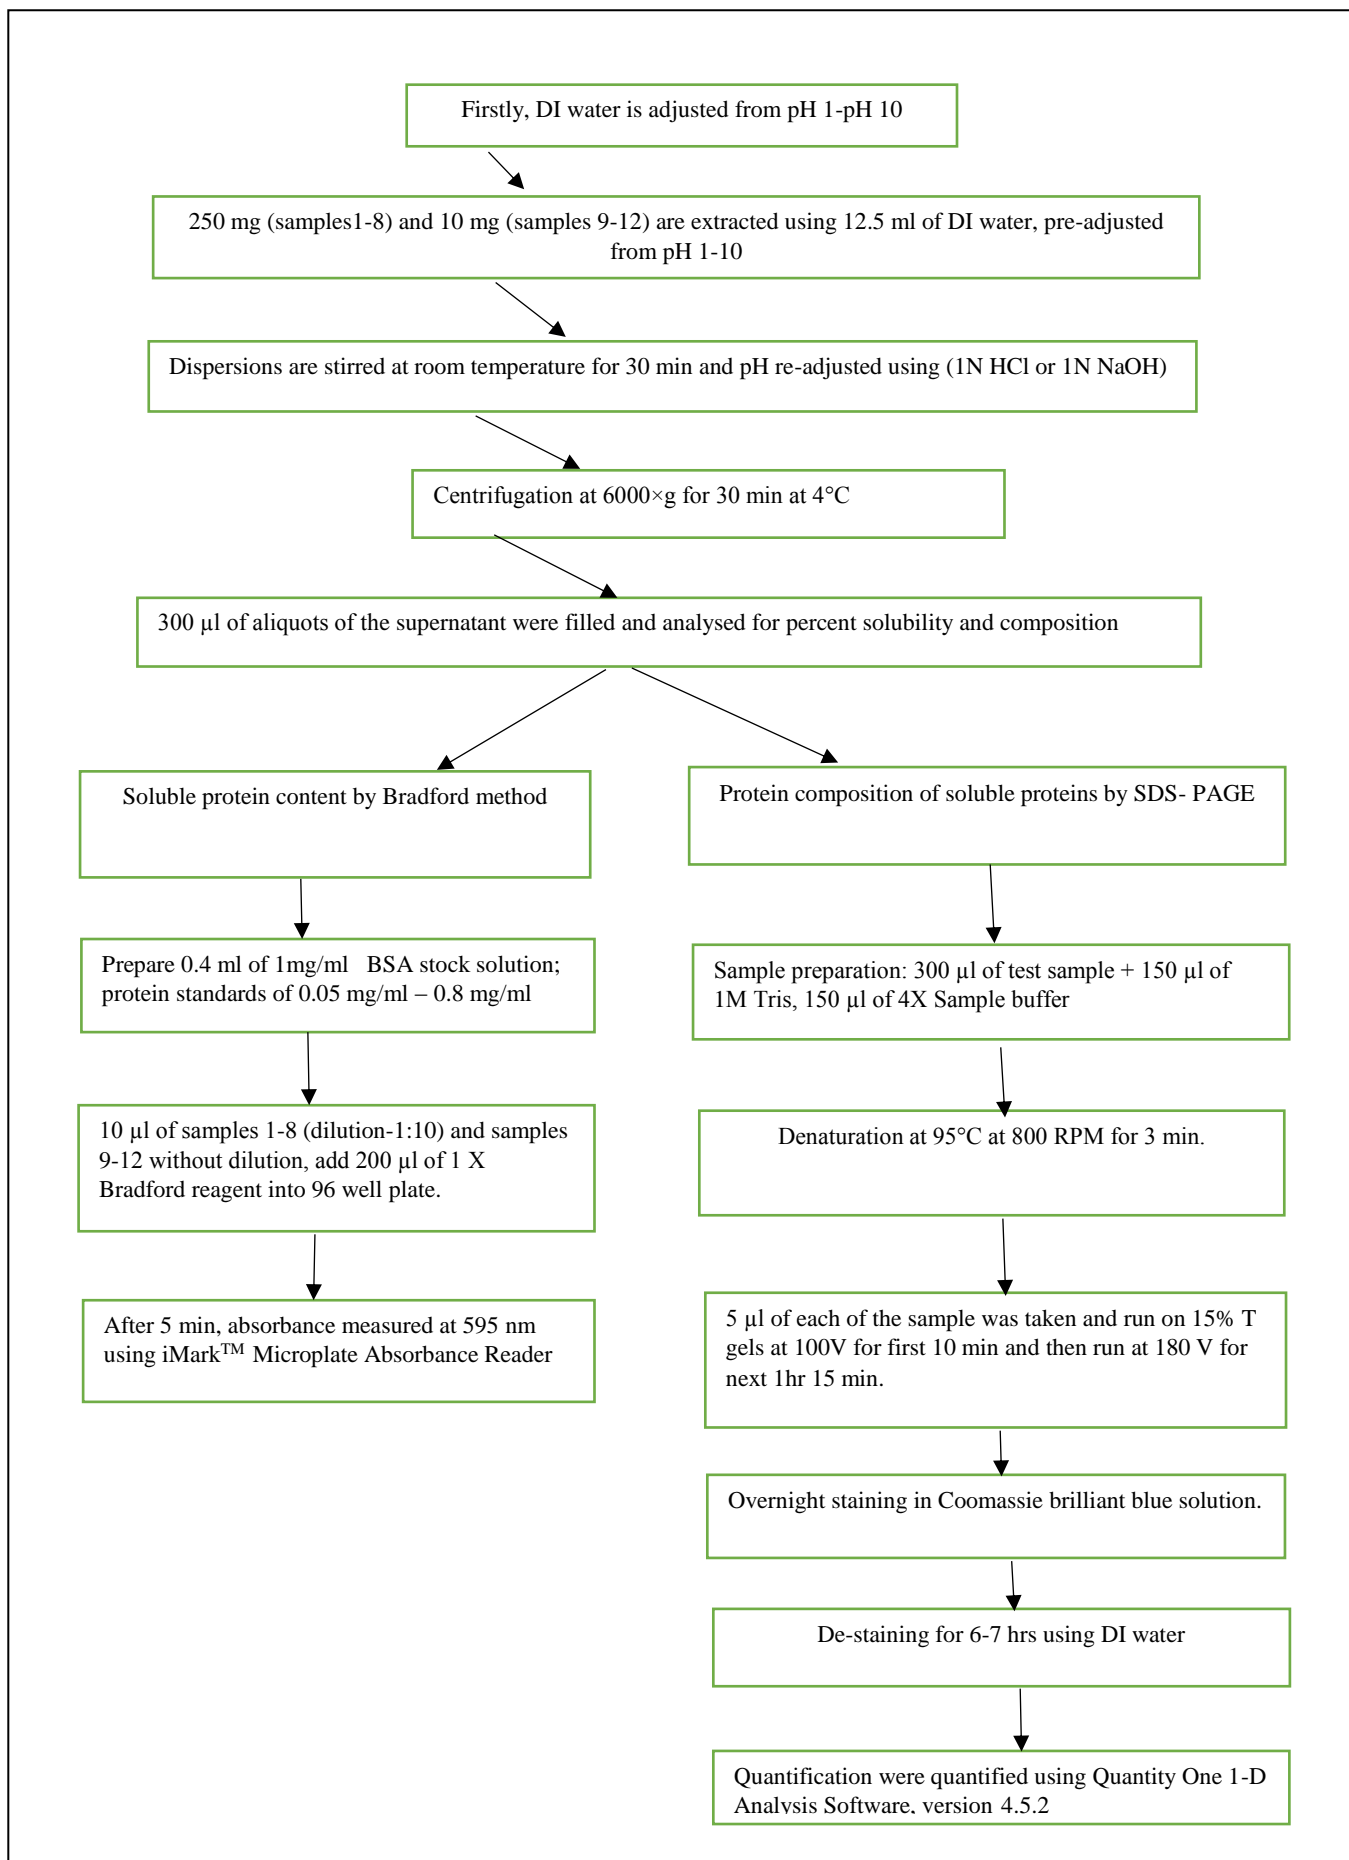 Firstly, DI water is adjusted from pH 1-pH 10
250 mg (samples1-8) and 10 mg (samples 9-12) are extracted using 12.5 ml of DI water, pre-adjusted
from pH 1-10
Dispersions are stirred at room temperature for 30 min and pH re-adjusted using (1N HCl or 1N NaOH)
Centrifugation at 6000×g for 30 min at 4°C
300 µl of aliquots of the supernatant were filled and analysed for percent solubility and composition
Soluble protein content by Bradford method
Prepare 0.4 ml of 1mg/ml BSA stock solution;
protein standards of 0.05 mg/ml – 0.8 mg/ml
10 µl of samples 1-8 (dilution-1:10) and samples
9-12 without dilution, add 200 µl of 1 X
Bradford reagent into 96 well plate.
After 5 min, absorbance measured at 595 nm
using iMark™ Microplate Absorbance Reader
Protein composition of soluble proteins by SDS- PAGE
Sample preparation: 300 µl of test sample + 150 µl of
1M Tris, 150 µl of 4X Sample buffer
Denaturation at 95°C at 800 RPM for 3 min.
5 µl of each of the sample was taken and run on 15% T
gels at 100V for first 10 min and then run at 180 V for
next 1hr 15 min.
Overnight staining in Coomassie brilliant blue solution.
De-staining for 6-7 hrs using DI water
Quantification were quantified using Quantity One 1-D
Analysis Software, version 4.5.2